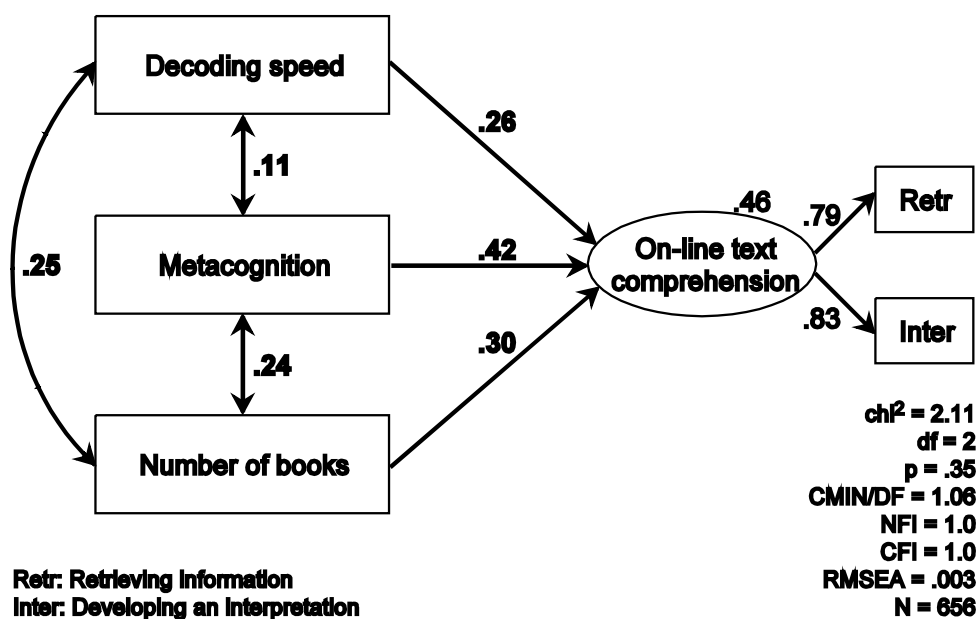 Decoding speed
.26
.11
.46
.79
Retr
Metacognition
.42
On-line text
comprehension
.25
.83
Inter
.24
.30
Number of books
chi² = 2.11
df = 2
p = .35
CMIN/DF = 1.06
NFI = 1.0
CFI = 1.0
RMSEA = .003
N = 656
Retr: Retrieving Information
Inter: Developing an Interpretation